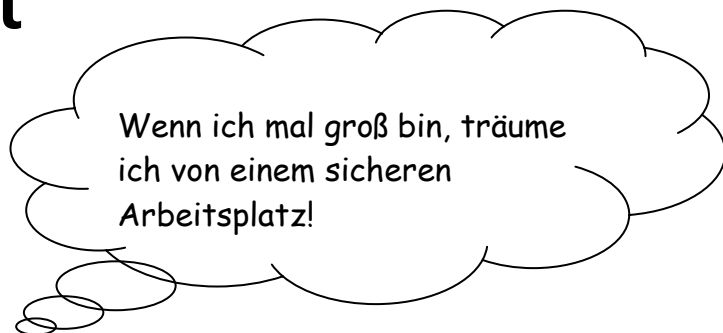 t
Wenn ich mal groß bin, träume
ich von einem sicheren
Arbeitsplatz!